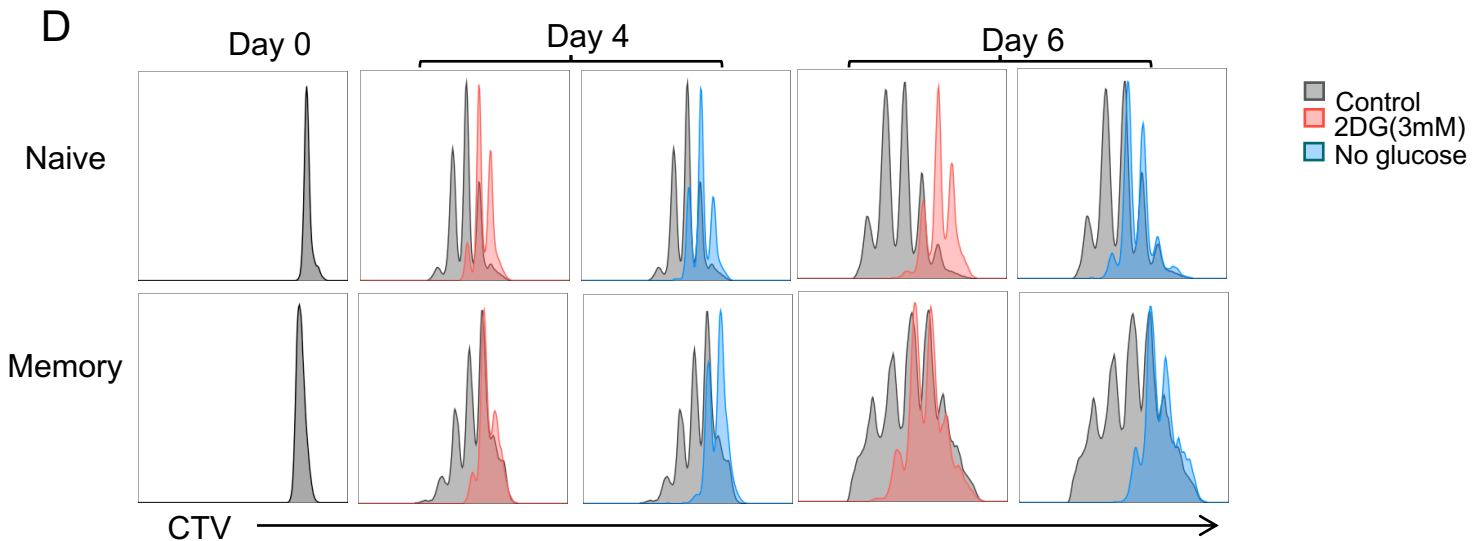 D
Day 0
Day 4
Day 6
Control
2DG(3mM)
No glucose
Naive
Memory
CTV